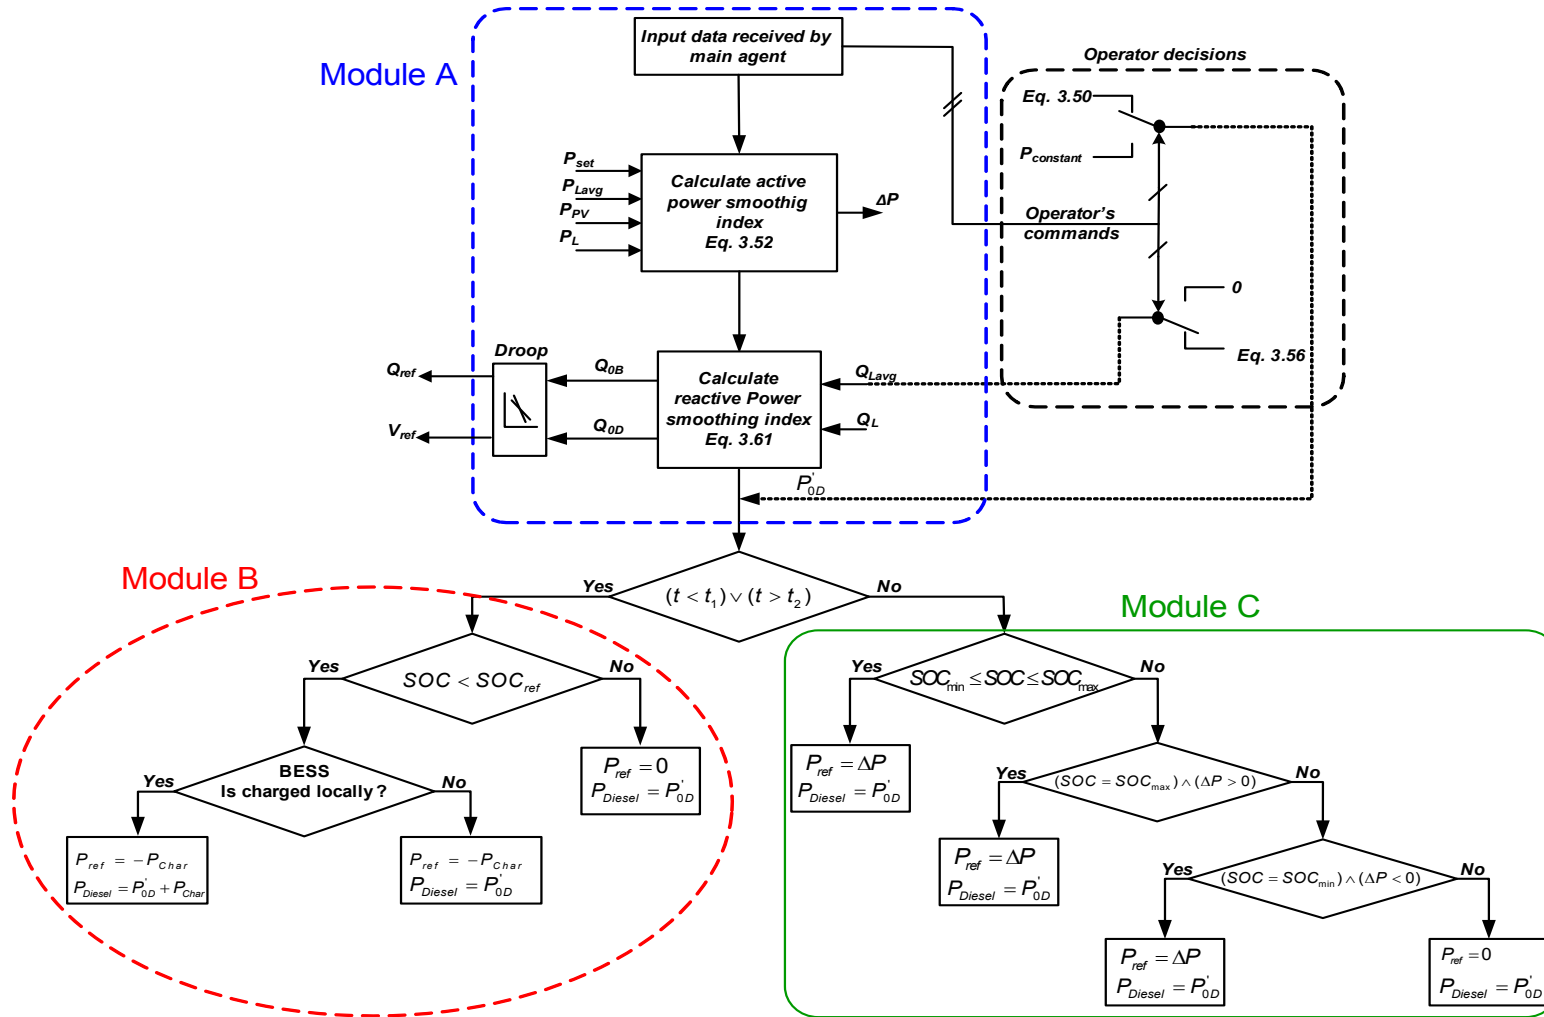 Module A
Input data received by
main agent
Operator decisions
Eq. 3.50
P_constant
P_set
P_Lavg
P_PV
P_L
Calculate active
power smoothig
index
Eq. 3.52
ΔP
Operator's
commands
0
Eq. 3.56
Droop
Q_ref
V_ref
Q_0B
Q_0D
Calculate
reactive Power
smoothing index
Eq. 3.61
Q_Lavg
Q_L
P'_0D
Module B
Yes
(t < t_1) ∨ (t > t_2)
No
Module C
Yes
SOC < SOC_ref
No
Yes
SOC_min ≤ SOC ≤ SOC_max
No
Yes
BESS
Is charged locally ?
No
P_ref = 0
P_Diesel = P'_0D
P_ref = ΔP
P_Diesel = P'_0D
Yes
(SOC = SOC_max) ∧ (ΔP > 0)
No
P_ref = −P_Char
P_Diesel = P'_0D + P_Char
P_ref = −P_Char
P_Diesel = P'_0D
P_ref = ΔP
P_Diesel = P'_0D
Yes
(SOC = SOC_min) ∧ (ΔP < 0)
No
P_ref = ΔP
P_Diesel = P'_0D
P_ref = 0
P_Diesel = P'_0D